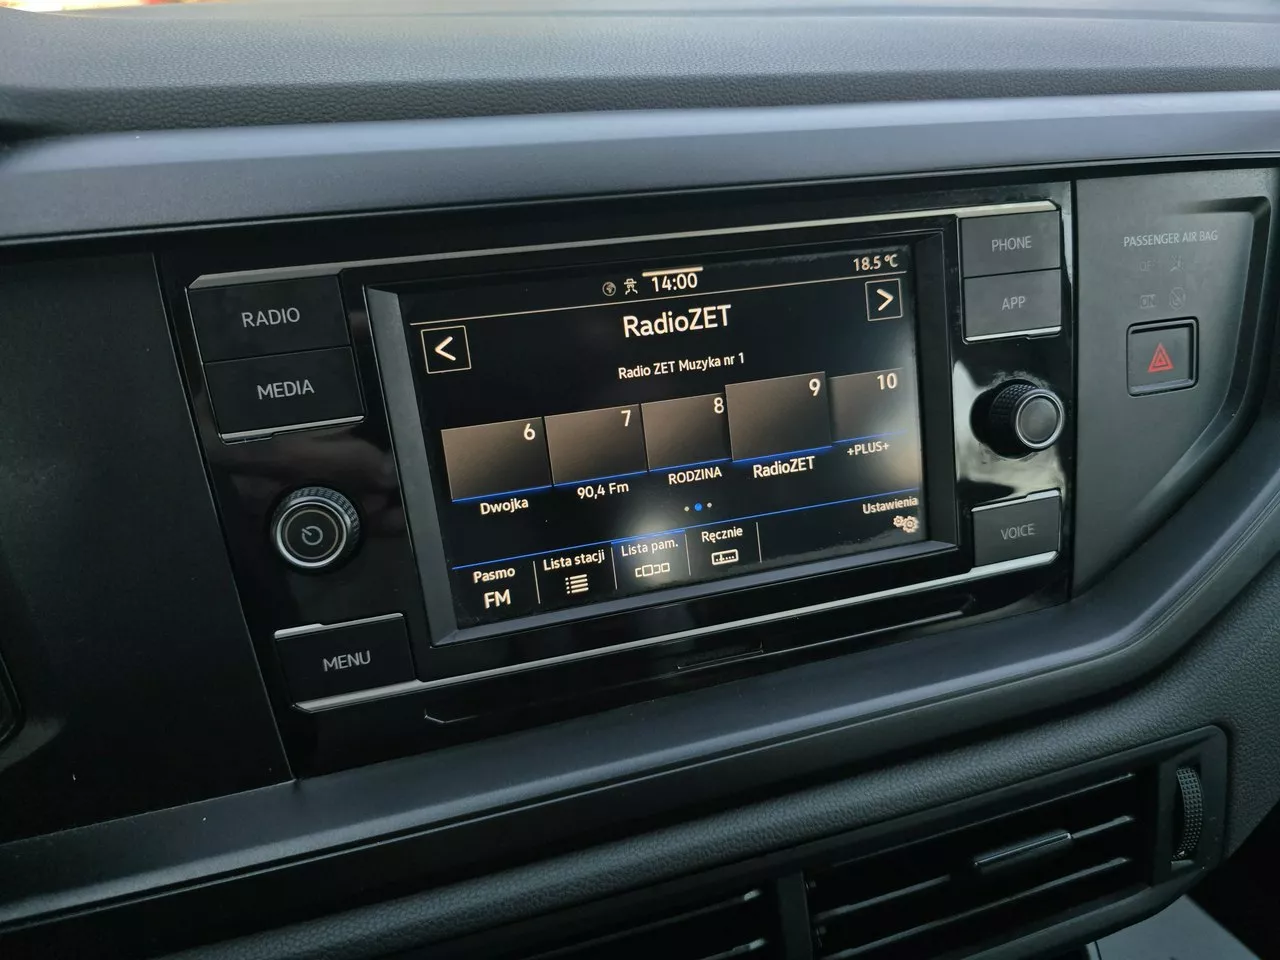 RADIO
MEDIA
MENU
14:00
18.5 °C
<
RadioZET
>
Radio ZET Muzyka nr 1
6
7
8
9
10
Dwojka
90,4 Fm
RODZINA
RadioZET
+PLUS+
Ustawienia
Pasmo
FM
Lista stacji
Lista pam.
Ręcznie
PHONE
APP
VOICE
PASSENGER AIR BAG